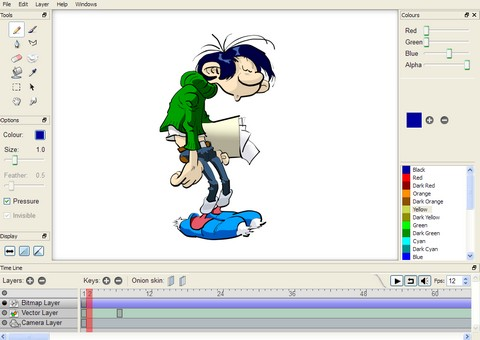 File Edit Layer Help Windows
Tools
Options
Colour:
Size: 1.0
Feather: 0.5
Pressure
Invisible
Display
Colours
Red
Green
Blue
Alpha
Black
Red
Dark Red
Orange
Dark Orange
Yellow
Dark Yellow
Green
Dark Green
Cyan
Dark Cyan
Blue
Time Line
Layers: Keys: Onion skin: Fps: 12
1 2 12 24 36 48 60
Bitmap Layer
Vector Layer
Camera Layer